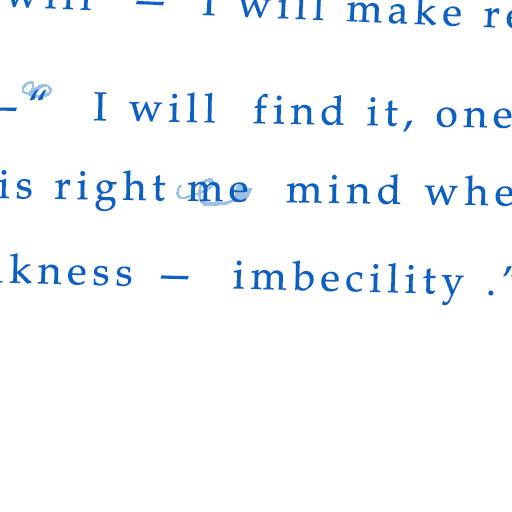 will — I will make re
—“ I will find it, one
is right me mind whe
kness — imbecility .”